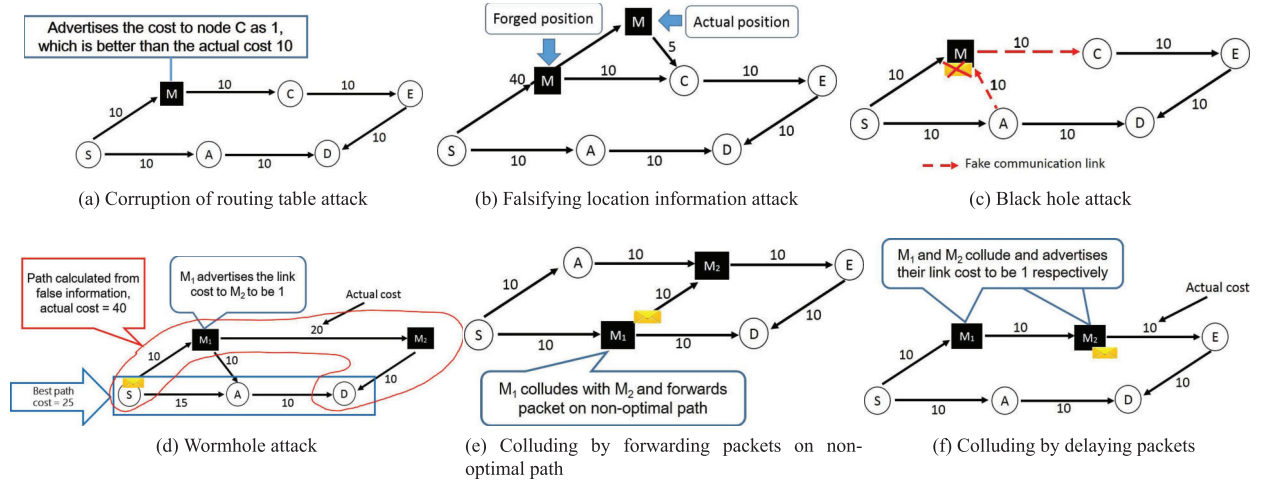 Advertises the cost to node C as 1,
which is better than the actual cost 10
M
10
C
10
E
10
10
S
10
A
10
D
(a) Corruption of routing table attack
Forged position
M
Actual position
5
40
M
10
C
10
E
10
S
10
A
10
D
(b) Falsifying location information attack
M
10
C
10
E
10
10
10
S
10
A
10
D
Fake communication link
(c) Black hole attack
Path calculated from
false information,
actual cost = 40
M1 advertises the link
cost to M2 to be 1
Actual cost
20
M1
M2
10
10
10
Best path
cost = 25
S
15
A
10
D
(d) Wormhole attack
A
10
M2
10
E
10
10
10
S
10
M1
10
D
M1 colludes with M2 and forwards
packet on non-optimal path
(e) Colluding by forwarding packets on non-
optimal path
M1 and M2 collude and advertises
their link cost to be 1 respectively
Actual cost
M1
10
M2
10
E
10
10
S
10
A
10
D
(f) Colluding by delaying packets